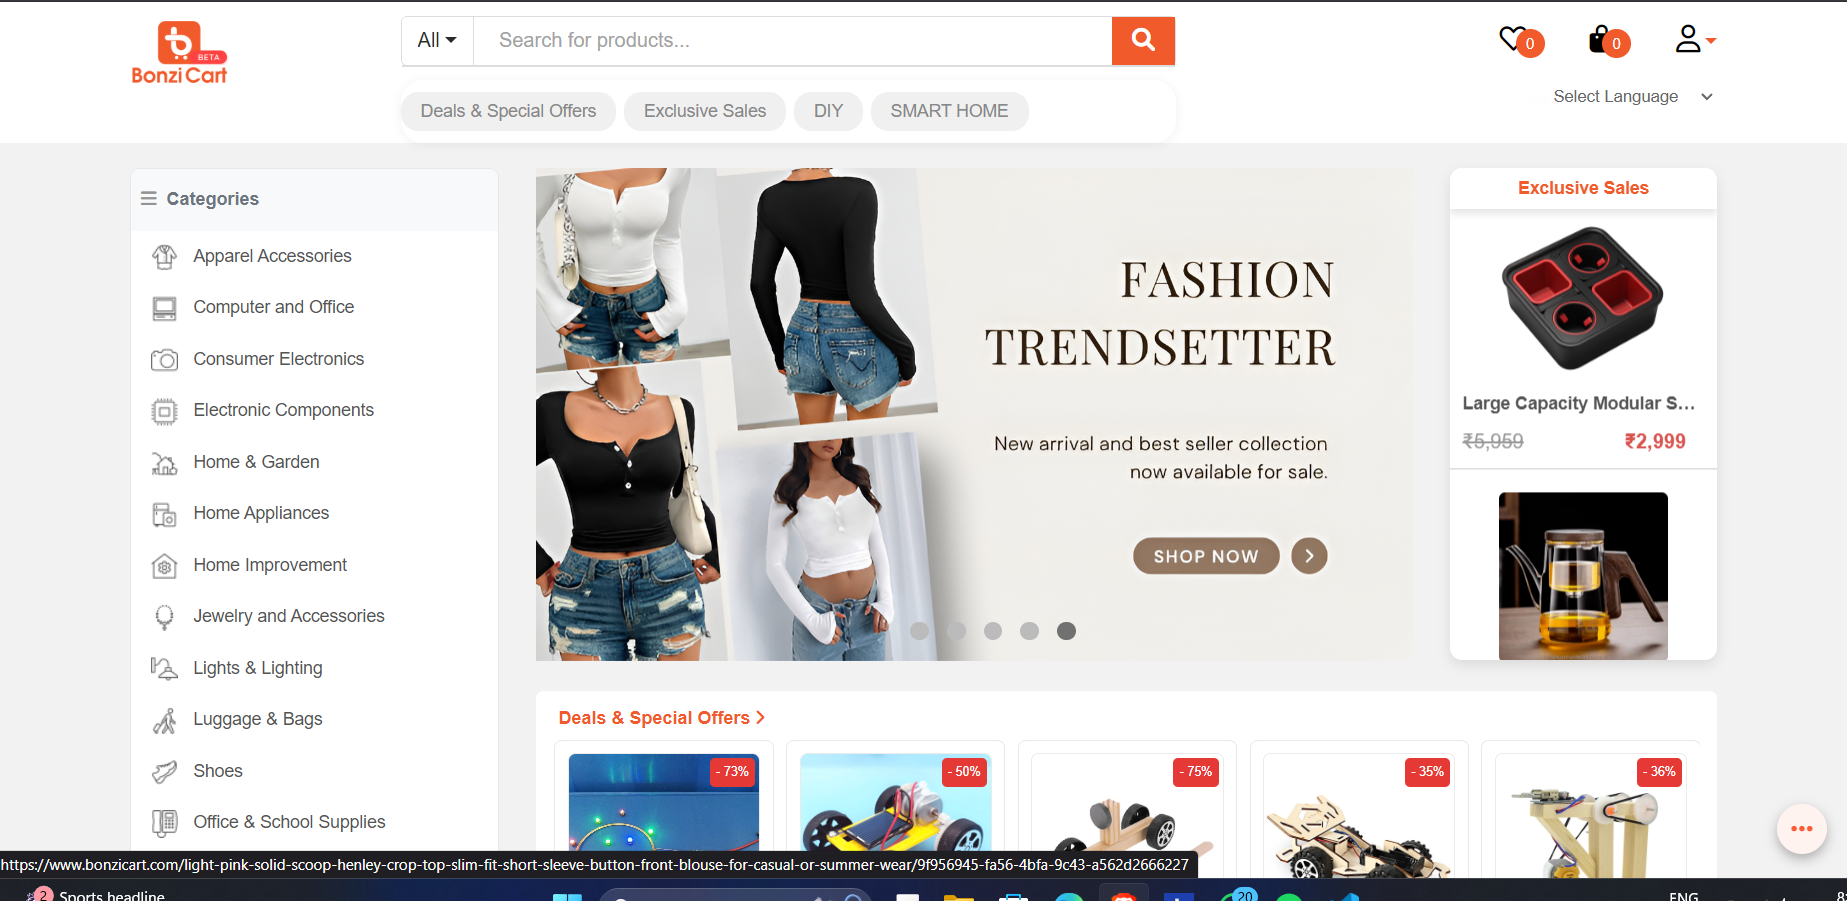 BETA
Bonzi Cart
All
Search for products...
0
0
Select Language
Deals & Special Offers
Exclusive Sales
DIY
SMART HOME
Categories
Apparel Accessories
Computer and Office
Consumer Electronics
Electronic Components
Home & Garden
Home Appliances
Home Improvement
Jewelry and Accessories
Lights & Lighting
Luggage & Bags
Shoes
Office & School Supplies
FASHION
TRENDSETTER
New arrival and best seller collection
now available for sale.
SHOP NOW
Exclusive Sales
Large Capacity Modular S...
₹5,959
₹2,999
Deals & Special Offers
- 73%
- 50%
- 75%
- 35%
- 36%
https://www.bonzicart.com/light-pink-solid-scoop-henley-crop-top-slim-fit-short-sleeve-button-front-blouse-for-casual-or-summer-wear/9f956945-fa56-4bfa-9c43-a562d2666227
2
Sports headline
20
ENG